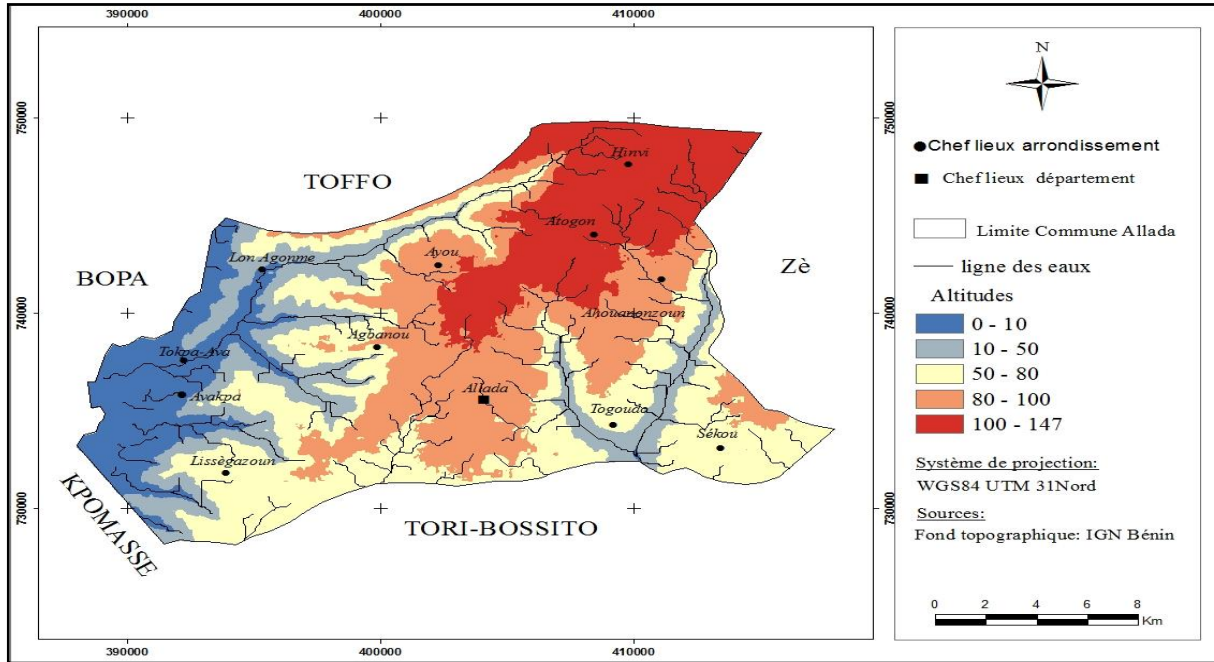 390000
400000
410000
750000
750000
N
Hinvi
●Chef lieux arrondissement
■ Chef lieux département
TOFFO
Atogon
Limite Commune Allada
Lon Agonme
Ayou
Zè
ligne des eaux
BOPA
Altitudes
740000
740000
Ahouannonzoun
0 - 10
Agbanou
10 - 50
Tokpa-Ava
50 - 80
Avakpa
Allada
80 - 100
Togoudo
100 - 147
Sékou
Lissègazoun
Système de projection:
WGS84 UTM 31Nord
KPOMASSE
730000
730000
TORI-BOSSITO
Sources:
Fond topographique: IGN Bénin
0 2 4 6 8
Km
390000
400000
410000